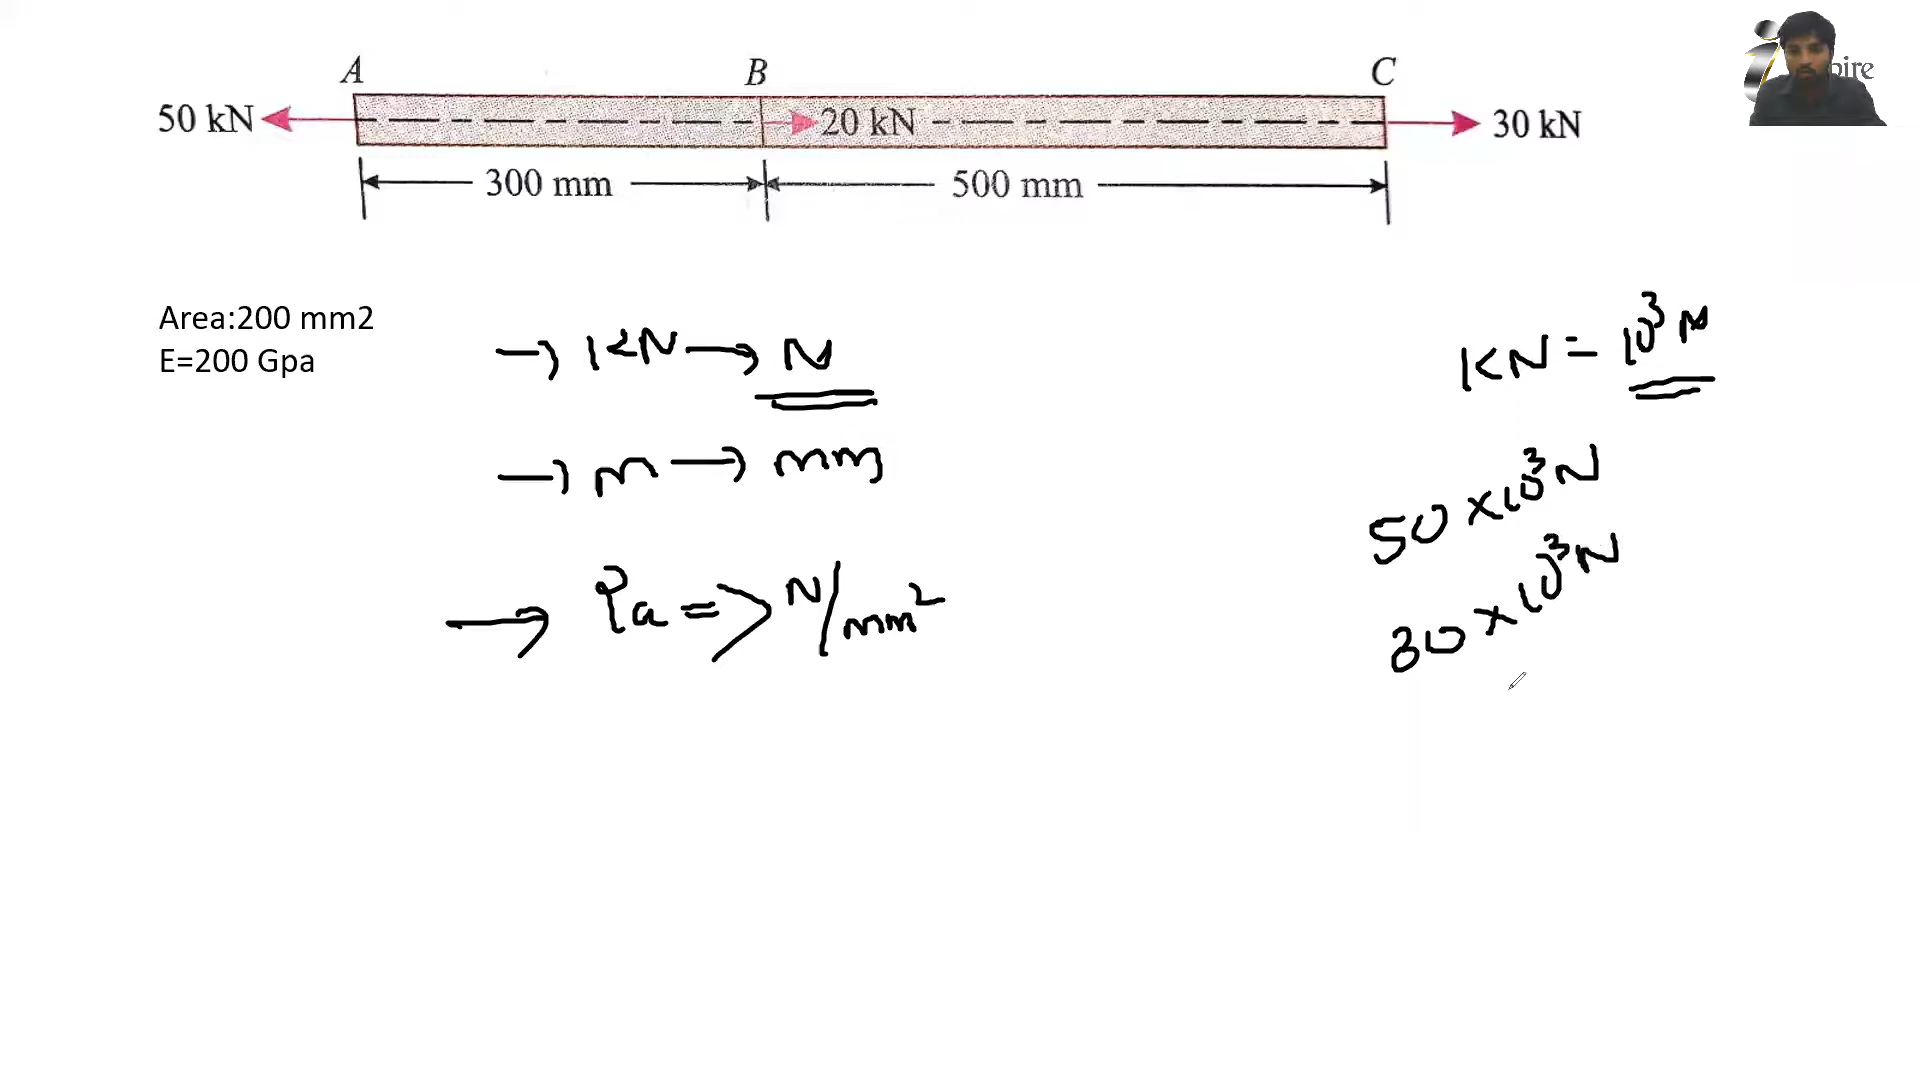 A B C
50 kN 20 kN 30 kN
300 mm 500 mm
Area:200 mm2
E=200 Gpa
→ KN → N
→ m → mm
→ Pa => N/mm²
KN = 10³ N
50 × 10³ N
30 × 10³ N
pire